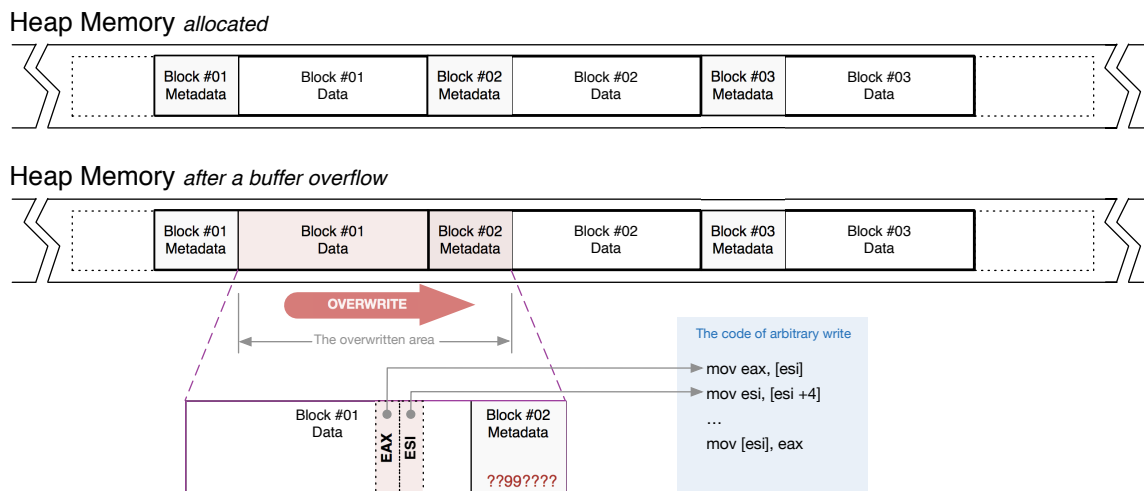 Heap Memory allocated
Block #01 Block #01 Block #02 Block #02 Block #03 Block #03
Metadata Data Metadata Data Metadata Data
Heap Memory after a buffer overflow
Block #01 Block #01 Block #02 Block #02 Block #03 Block #03
Metadata Data Metadata Data Metadata Data
OVERWRITE
The overwritten area
The code of arbitrary write
mov eax, [esi]
mov esi, [esi +4]
...
mov [esi], eax
Block #01 Block #02
Data Metadata
EAX
ESI
??99????